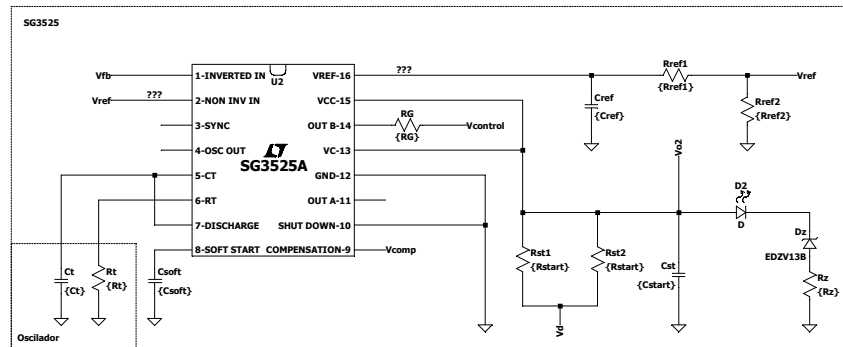 SG3525
U2
1-INVERTED IN
2-NON INV IN
3-SYNC
4-OSC OUT
5-CT
6-RT
7-DISCHARGE
8-SOFT START
VREF-16
VCC-15
OUT B-14
VC-13
GND-12
OUT A-11
SHUT DOWN-10
COMPENSATION-9
SG3525A
Vfb
Vref
???
???
Rref1
{Rref1}
Vref
Cref
{Cref}
Rref2
{Rref2}
RG
{RG}
Vcontrol
Vo2
D2
D
Dz
EDZV13B
Rz
{Rz}
Rst1
{Rstart}
Rst2
{Rstart}
Cst
{Cstart}
Vd
Vcomp
Ct
{Ct}
Rt
{Rt}
Csoft
{Csoft}
Oscilador